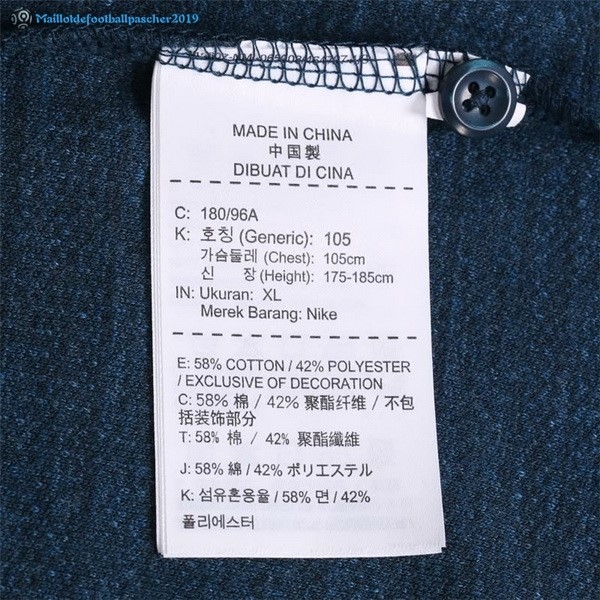 Mailloldefootballpascher2019
MADE IN CHINA
中国製
DIBUAT DI CINA
C: 180/96A
K: 호칭 (Generic): 105
가슴둘레 (Chest): 105cm
신 장 (Height): 175-185cm
IN: Ukuran: XL
Merek Barang: Nike
E: 58% COTTON / 42% POLYESTER
/ EXCLUSIVE OF DECORATION
C: 58% 棉 / 42% 聚酯纤维 / 不包
括装饰部分
T: 58% 棉 / 42% 聚酯纖維
J: 58% 綿 / 42% ポリエステル
K: 섬유혼용율 / 58% 면 / 42%
폴리에스터